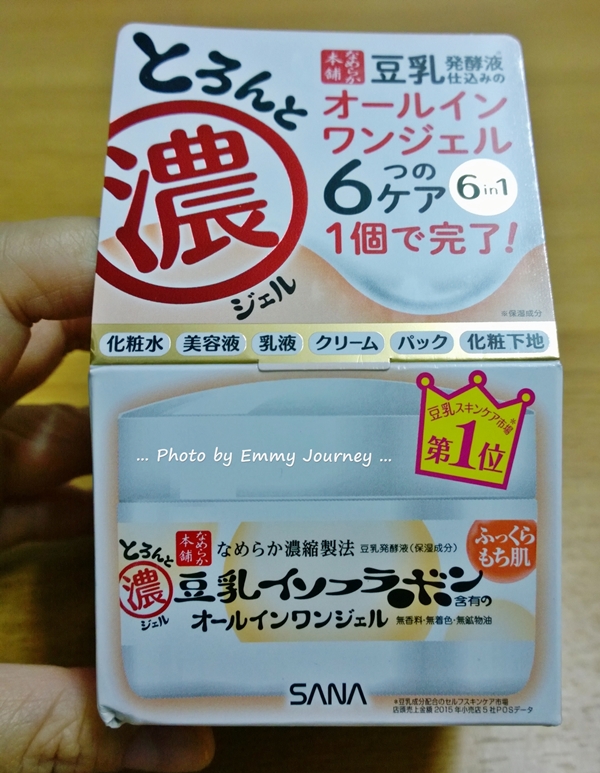 とろんと
濃
ジェル
なめらか
本舗
豆乳発酵液※
仕込みの
オールイン
ワンジェル
6つの
ケア
6in1
1個で完了!
※保湿成分
化粧水 美容液 乳液 クリーム パック 化粧下地
豆乳スキンケア市場*
第1位
... Photo by Emmy Journey ...
とろんと
濃
ジェル
なめらか
本舗
なめらか濃縮製法 豆乳発酵液(保湿成分)
ふっくら
もち肌
豆乳イソフラボン含有の
オールインワンジェル 無香料・無着色・無鉱物油
SANA
*豆乳成分配合のセルフスキンケア市場
店頭売上金額 2015年小売店5社POSデータ